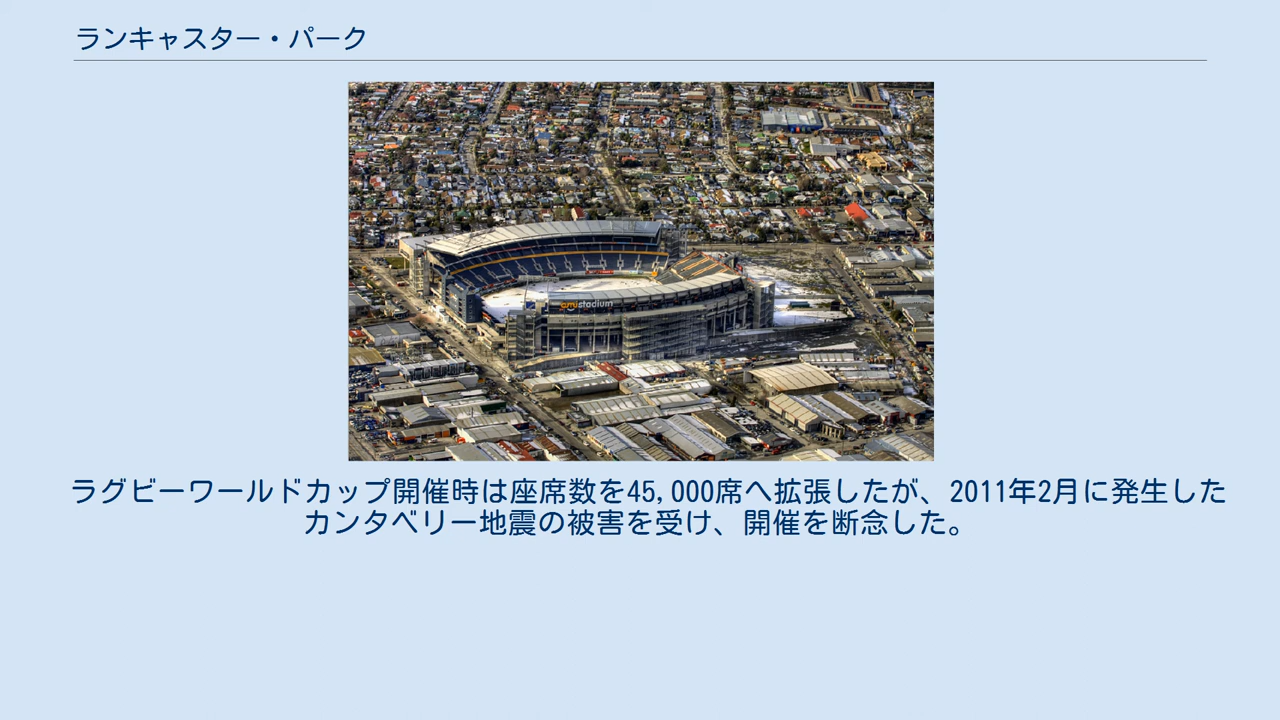 ランキャスター・パーク
amistadium
ラグビーワールドカップ開催時は座席数を45,000席へ拡張したが、2011年2月に発生した
カンタベリー地震の被害を受け、開催を断念した。